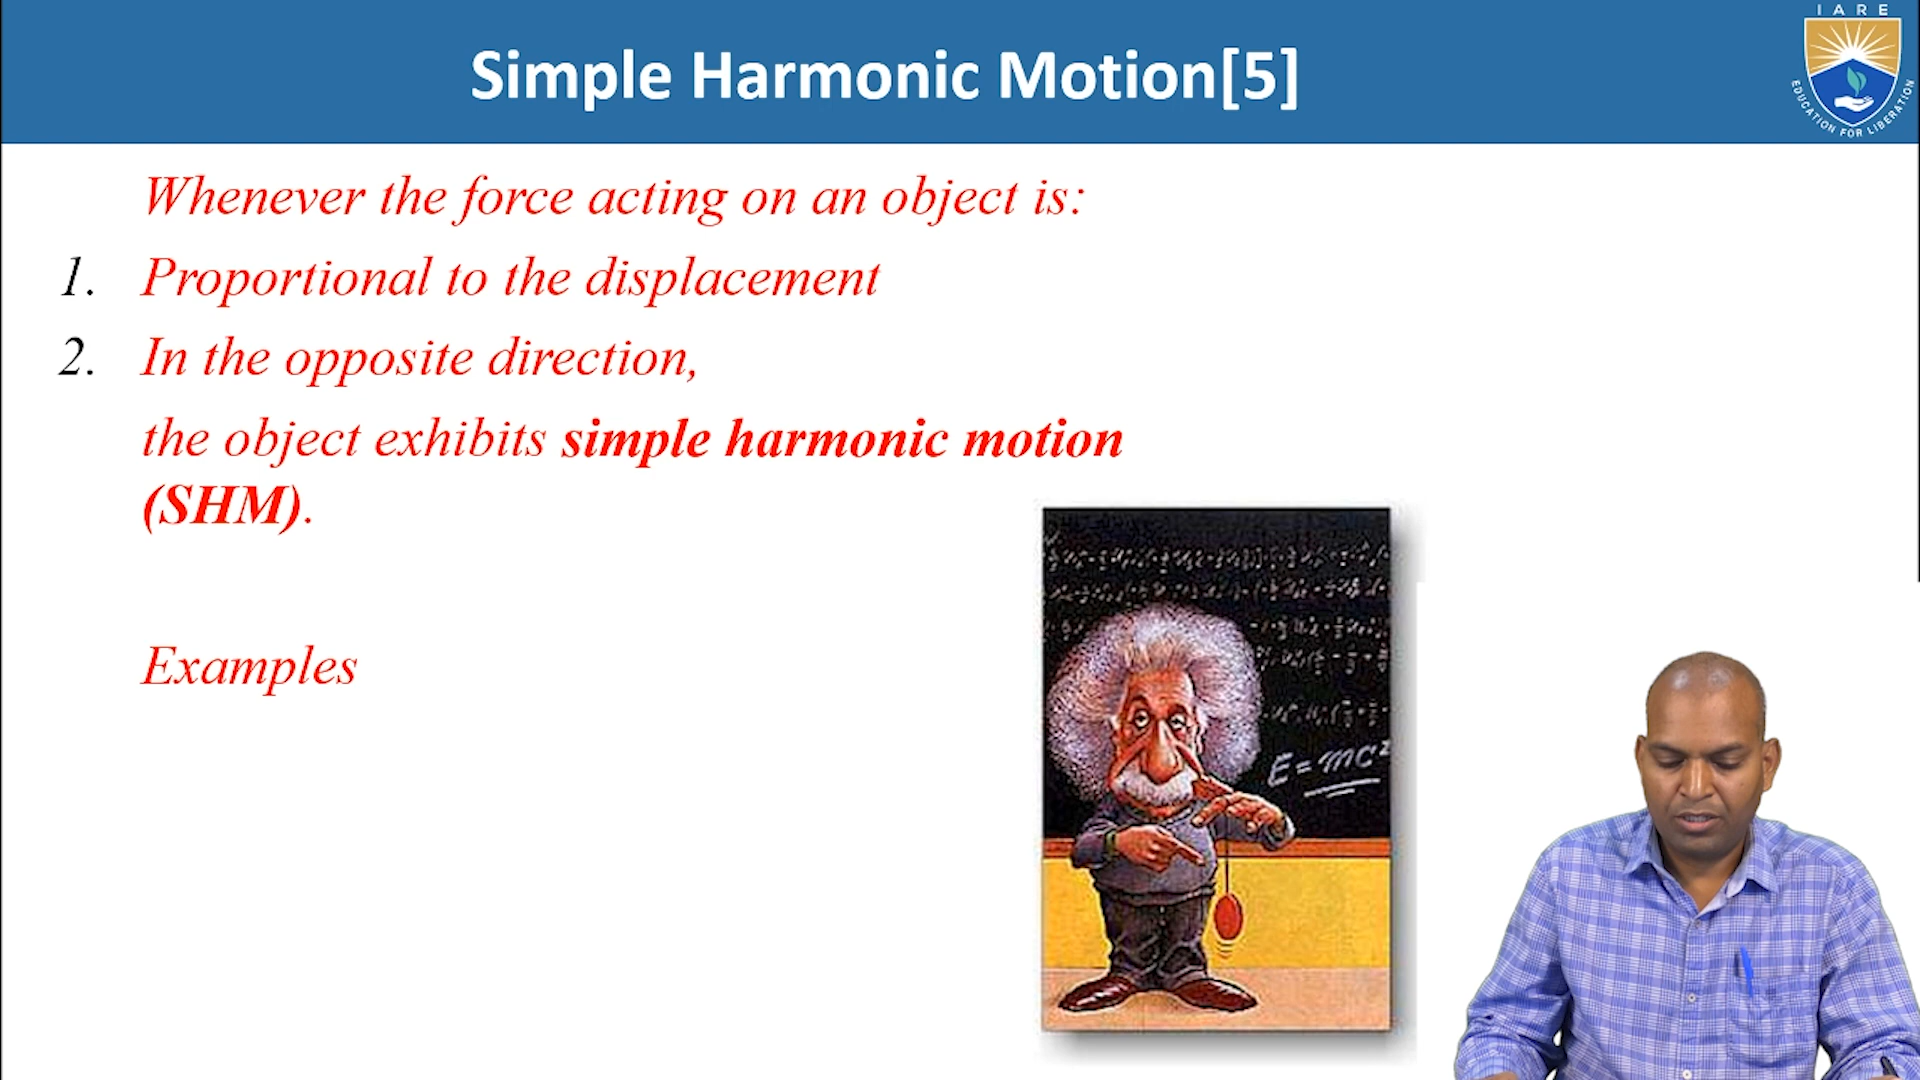 IARE
Simple Harmonic Motion[5]
EDUCATION FOR LIBERATION
Whenever the force acting on an object is:
1. Proportional to the displacement
2. In the opposite direction,
the object exhibits simple harmonic motion
(SHM).
Examples
E=mc²